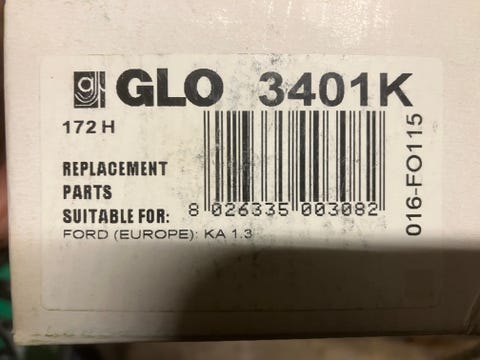 GLO 3401K
172 H
REPLACEMENT
PARTS
SUITABLE FOR:
8 026335 003082
FORD (EUROPE): KA 1.3
016-FO115